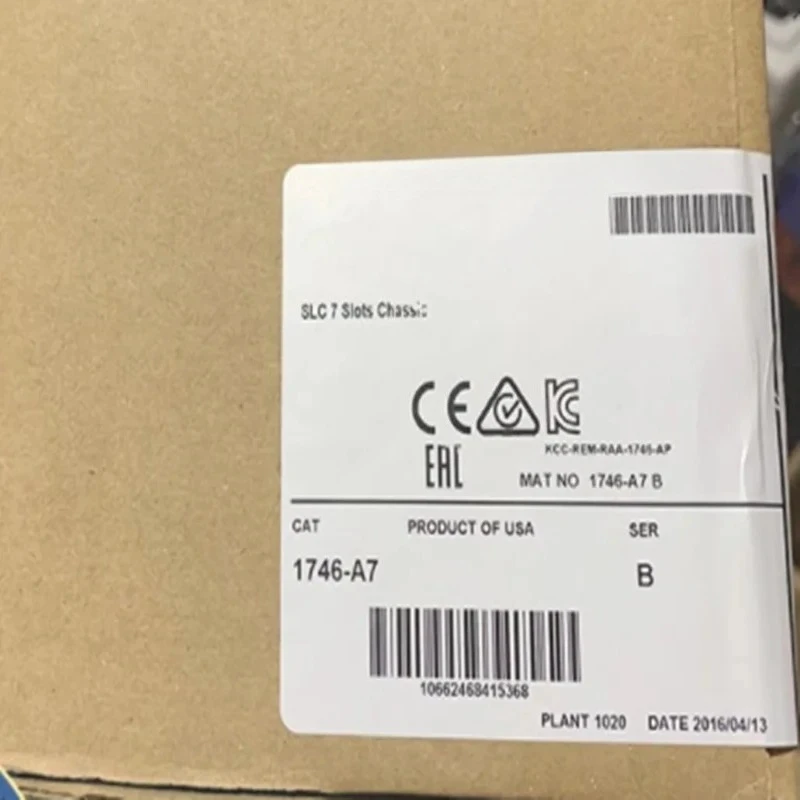 SLC 7 Slots Chassis
CE
KC
EAC
KCC-REM-RAA-1746-AP
MAT NO 1746-A7 B
CAT PRODUCT OF USA SER
1746-A7 B
10662468415368
PLANT 1020 DATE 2016/04/13